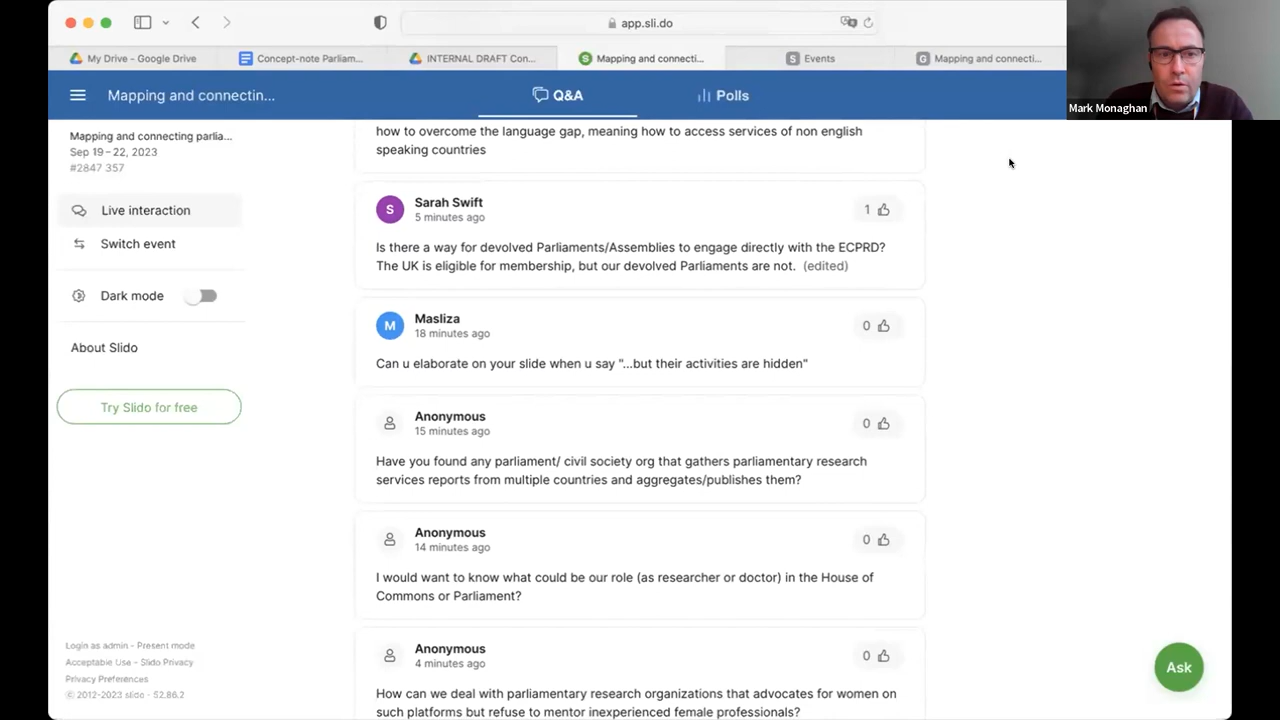 app.sli.do
My Drive - Google Drive
Concept-note Parliam...
INTERNAL DRAFT Con...
Mapping and connecti...
Events
Mapping and connecti...
Mark Monaghan
Mapping and connectin...
Q&A
Polls
Mapping and connecting parlia...
Sep 19 – 22, 2023
#2847 357
Live interaction
Switch event
Dark mode
About Slido
Try Slido for free
Login as admin - Present mode
Acceptable Use - Slido Privacy
Privacy Preferences
© 2012-2023 slido - 52.86.2
how to overcome the language gap, meaning how to access services of non english
speaking countries
S
Sarah Swift
5 minutes ago
1
Is there a way for devolved Parliaments/Assemblies to engage directly with the ECPRD?
The UK is eligible for membership, but our devolved Parliaments are not. (edited)
M
Masliza
18 minutes ago
0
Can u elaborate on your slide when u say "...but their activities are hidden"
Anonymous
15 minutes ago
0
Have you found any parliament/ civil society org that gathers parliamentary research
services reports from multiple countries and aggregates/publishes them?
Anonymous
14 minutes ago
0
I would want to know what could be our role (as researcher or doctor) in the House of
Commons or Parliament?
Anonymous
4 minutes ago
0
How can we deal with parliamentary research organizations that advocates for women on
such platforms but refuse to mentor inexperienced female professionals?
Ask